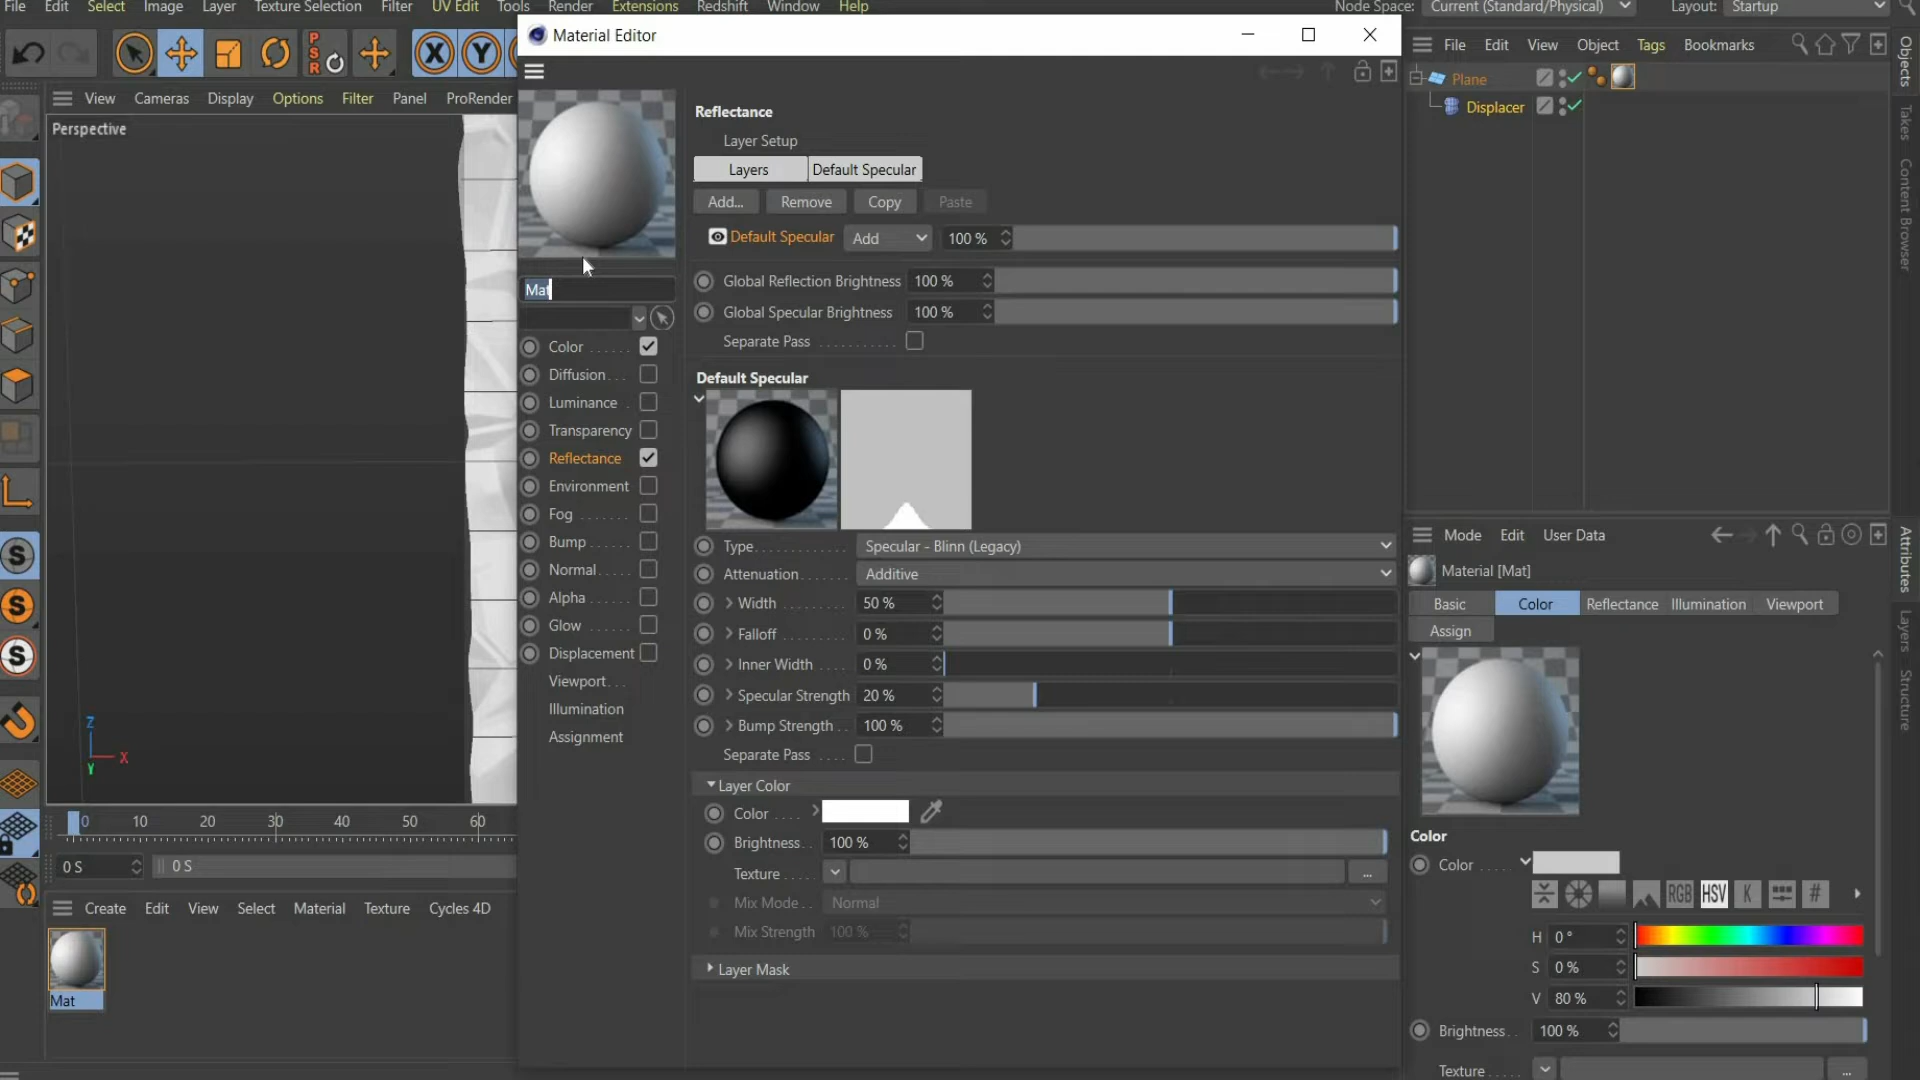 File Edit Select Image Layer Texture Selection Filter UV Edit Tools Render Extensions Redshift Window Help
Node Space: Current (Standard/Physical) Layout: Startup
Material Editor
X Y
PSR
File Edit View Object Tags Bookmarks
View Cameras Display Options Filter Panel ProRender
Perspective
Plane
Displacer
Objects
Takes
Content Browser
Reflectance
Layer Setup
Layers Default Specular
Add... Remove Copy Paste
Default Specular Add 100 %
Mat
Global Reflection Brightness 100 %
Global Specular Brightness 100 %
Separate Pass
Color
Diffusion
Luminance
Transparency
Reflectance
Environment
Fog
Bump
Normal
Alpha
Glow
Displacement
Viewport
Illumination
Assignment
Default Specular
Type Specular - Blinn (Legacy)
Attenuation Additive
Width 50 %
Falloff 0 %
Inner Width 0 %
Specular Strength 20 %
Bump Strength 100 %
Separate Pass
Layer Color
Color
Brightness 100 %
Texture ...
Mix Mode Normal
Mix Strength 100 %
Layer Mask
S
S
S
Z
X
Y
0 10 20 30 40 50 60
0 S 0 S
Create Edit View Select Material Texture Cycles 4D
Mat
Mode Edit User Data
Material [Mat]
Basic Color Reflectance Illumination Viewport
Assign
Attributes
Layers
Structure
Color
Color
RGB HSV K #
H 0 °
S 0 %
V 80 %
Brightness 100 %
Texture ...